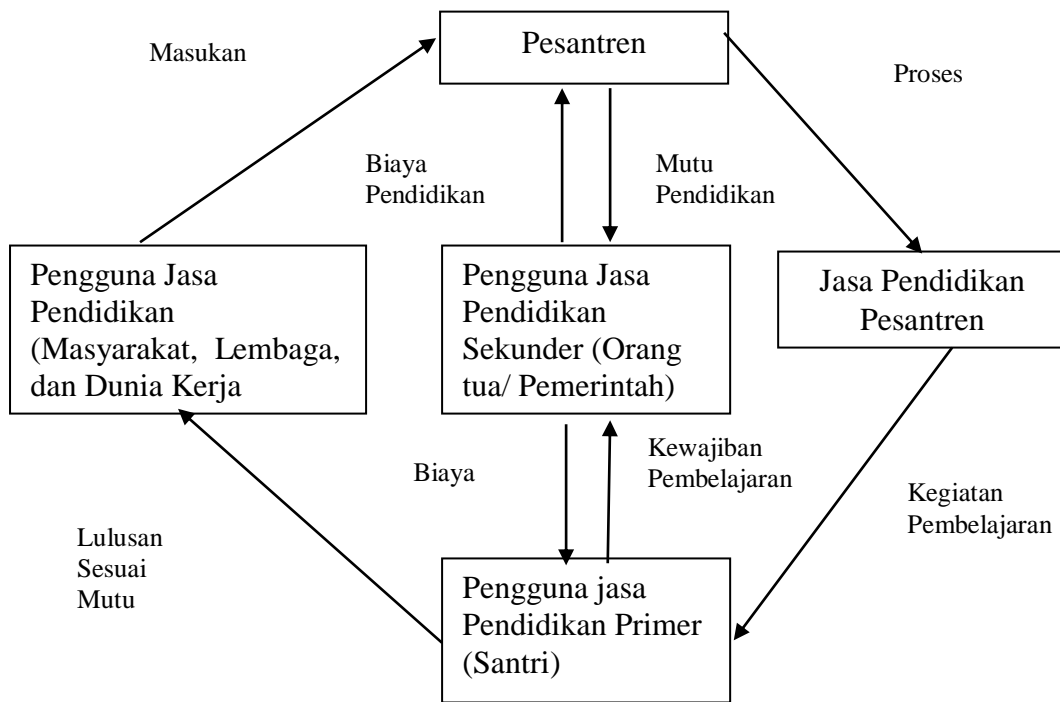 Pesantren
Masukan
Proses
Biaya
Pendidikan
Mutu
Pendidikan
Pengguna Jasa
Pendidikan
(Masyarakat, Lembaga,
dan Dunia Kerja
Pengguna Jasa
Pendidikan
Sekunder (Orang
tua/ Pemerintah)
Jasa Pendidikan
Pesantren
Biaya
Kewajiban
Pembelajaran
Kegiatan
Pembelajaran
Lulusan
Sesuai
Mutu
Pengguna jasa
Pendidikan Primer
(Santri)